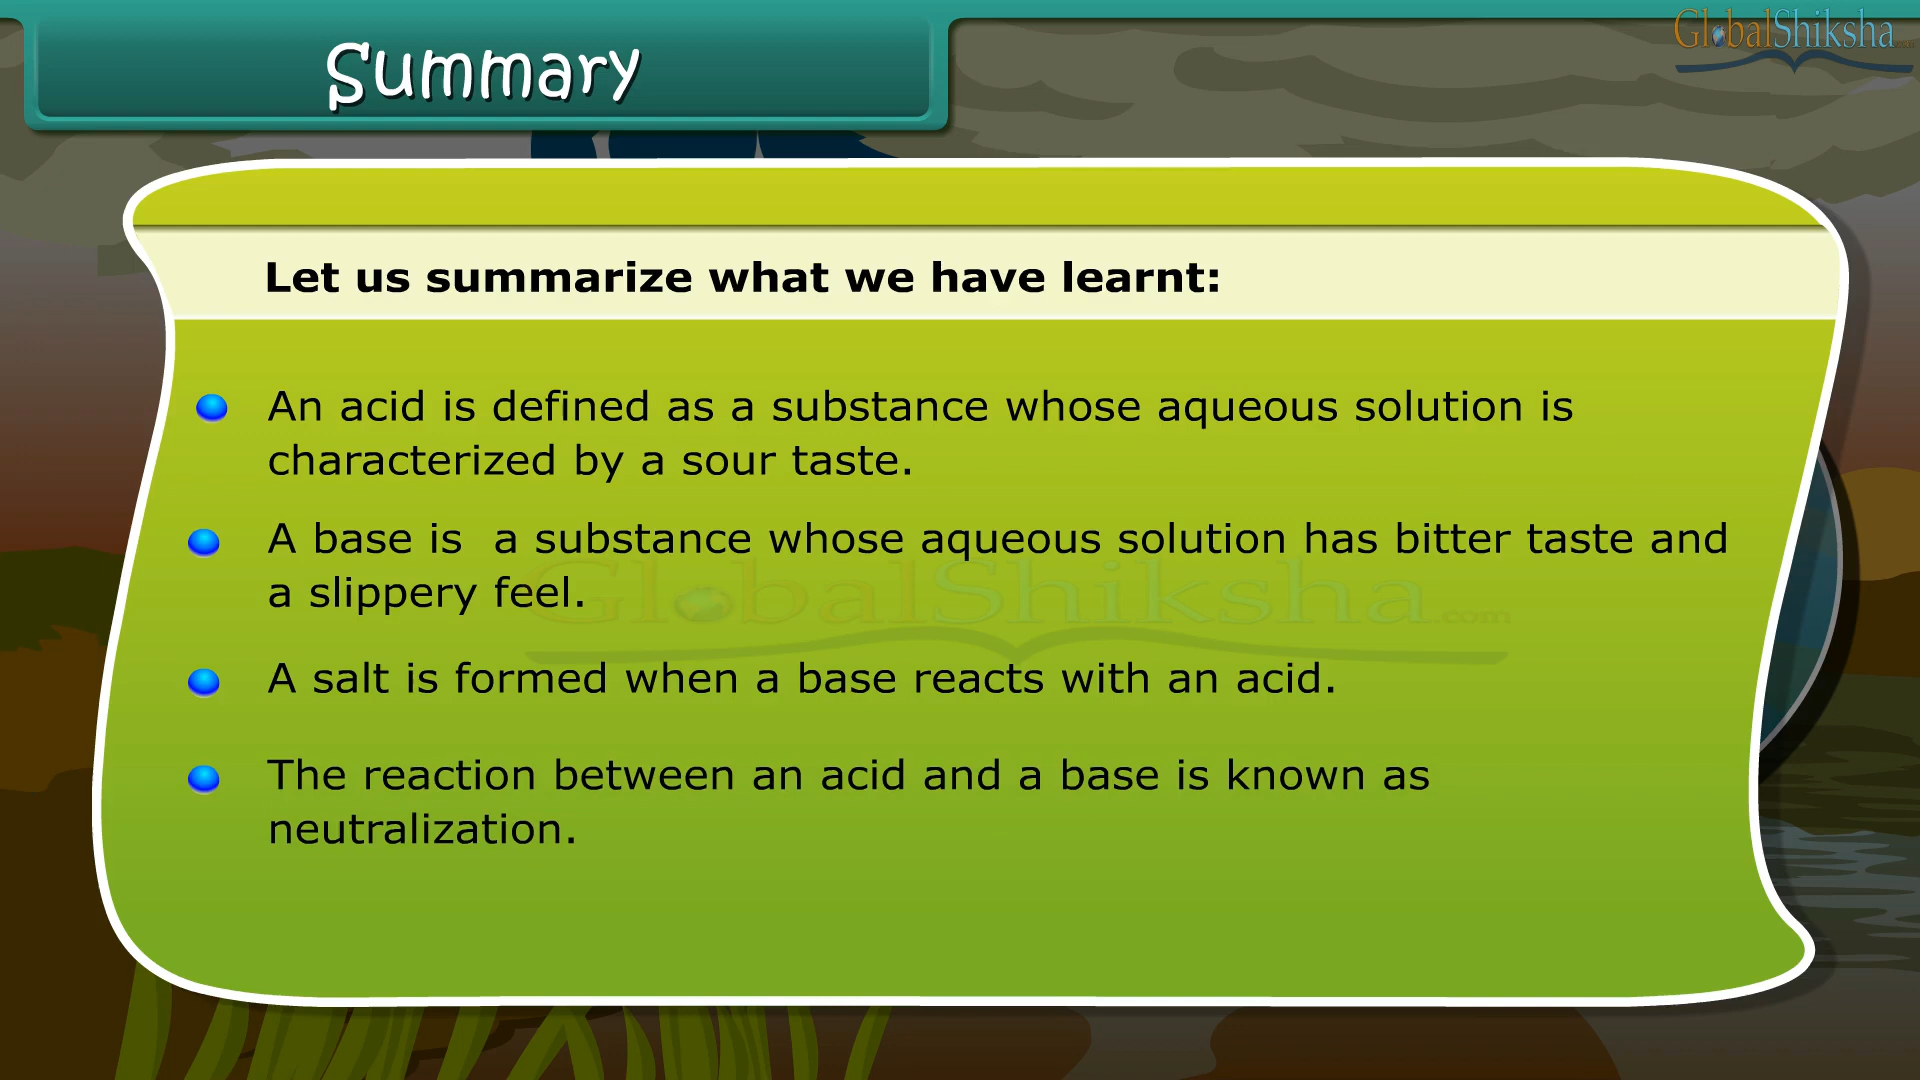 Summary
GlobalShiksha
Let us summarize what we have learnt:
An acid is defined as a substance whose aqueous solution is
characterized by a sour taste.
A base is  a substance whose aqueous solution has bitter taste and
a slippery feel.
GlobalShiksha.com
A salt is formed when a base reacts with an acid.
The reaction between an acid and a base is known as
neutralization.